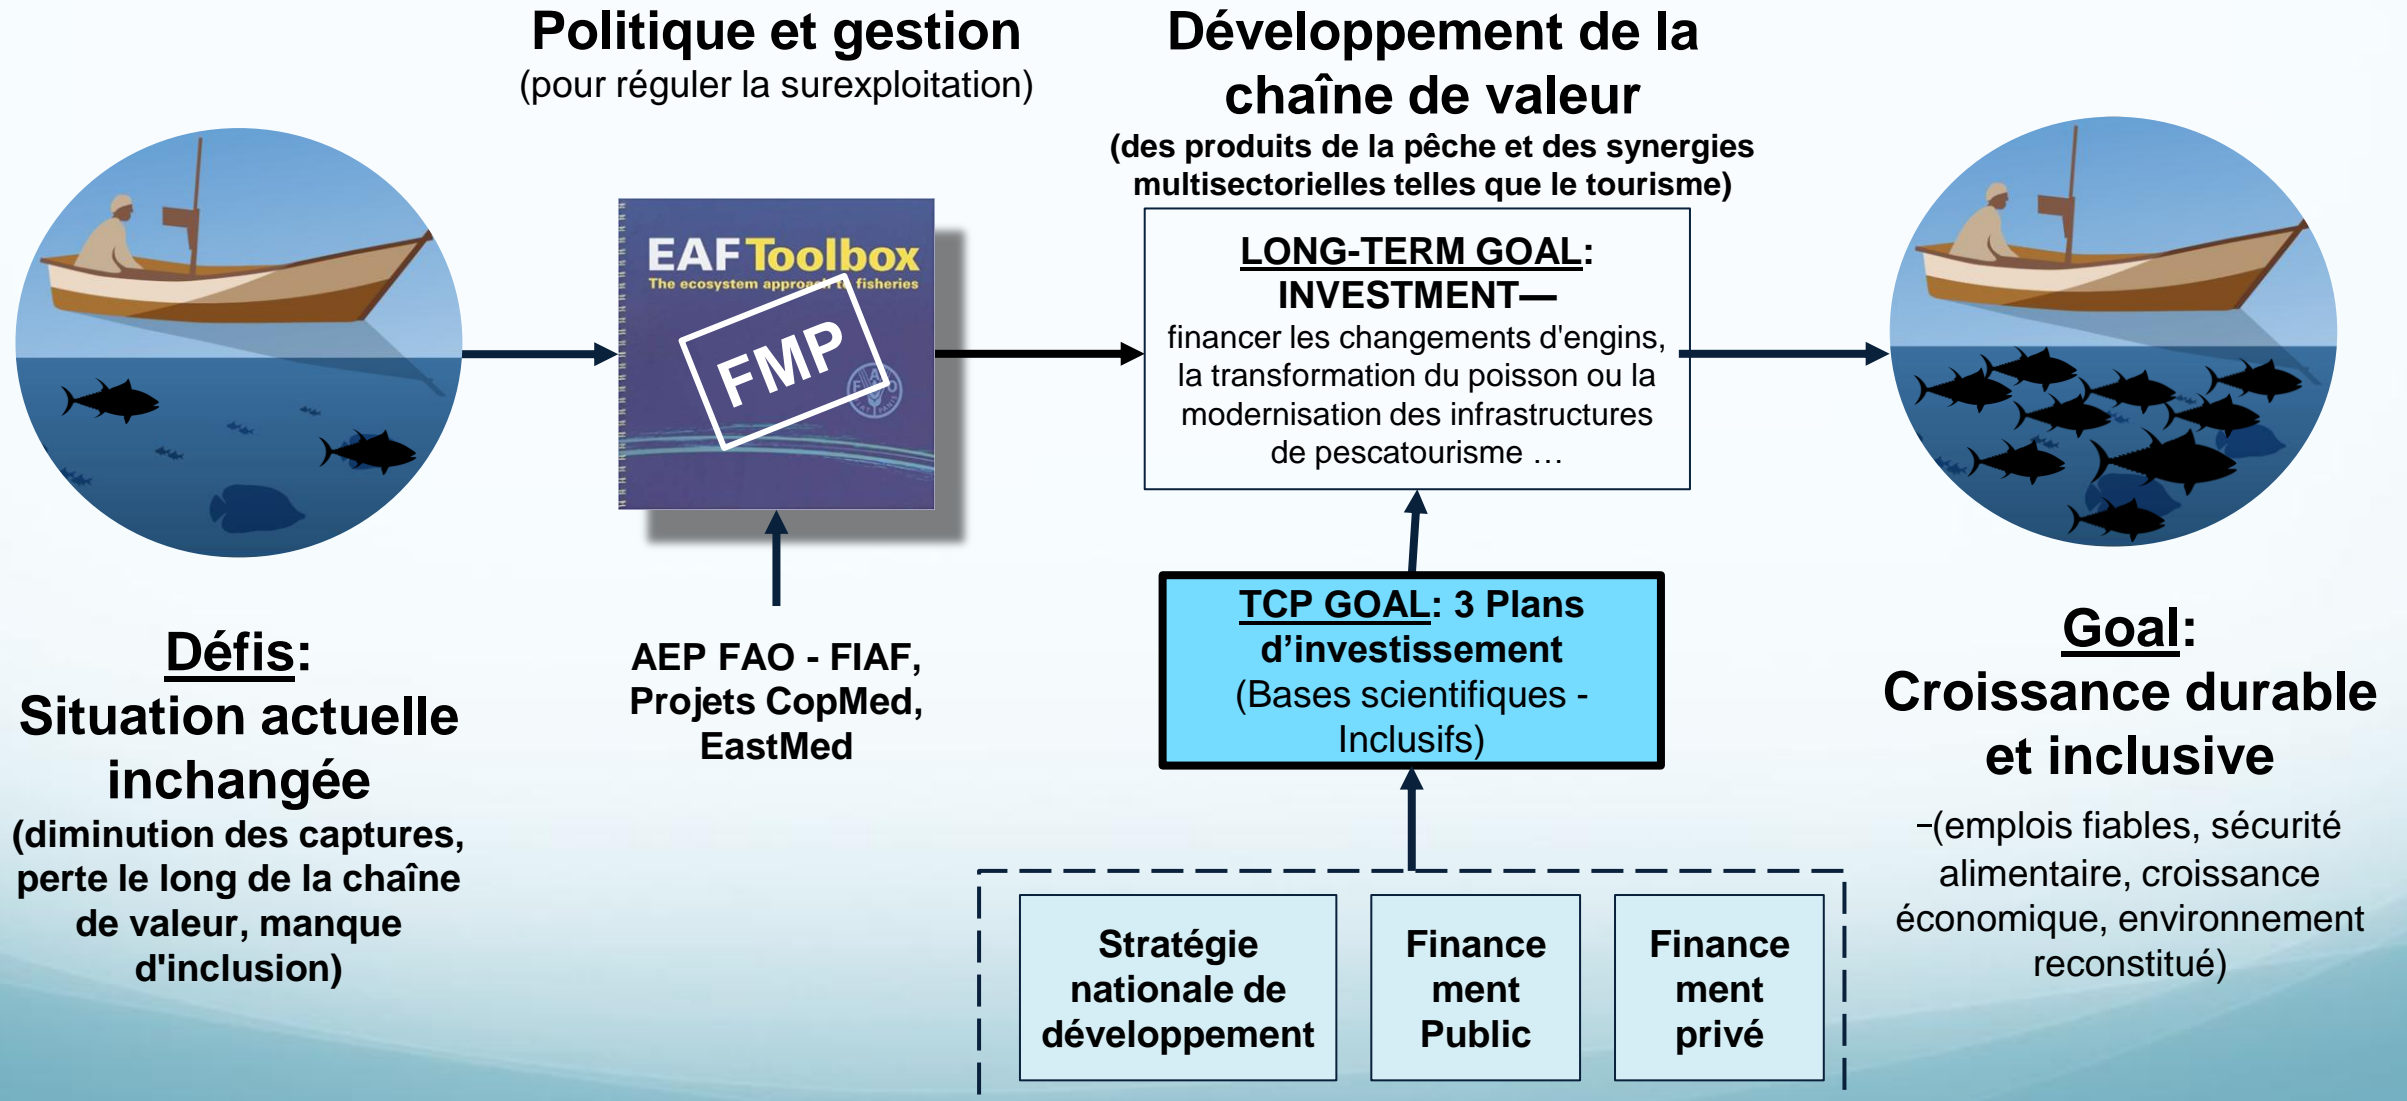 Politique et gestion
(pour réguler la surexploitation)
Développement de la
chaîne de valeur
(des produits de la pêche et des synergies
multisectorielles telles que le tourisme)
EAF Toolbox
The ecosystem approach to fisheries
FMP
LONG-TERM GOAL:
INVESTMENT—
financer les changements d'engins,
la transformation du poisson ou la
modernisation des infrastructures
de pescatourisme …
TCP GOAL: 3 Plans
d’investissement
(Bases scientifiques -
Inclusifs)
AEP FAO - FIAF,
Projets CopMed,
EastMed
Défis:
Situation actuelle
inchangée
(diminution des captures,
perte le long de la chaîne
de valeur, manque
d'inclusion)
Goal:
Croissance durable
et inclusive
–(emplois fiables, sécurité
alimentaire, croissance
économique, environnement
reconstitué)
Stratégie
nationale de
développement
Finance
ment
Public
Finance
ment
privé